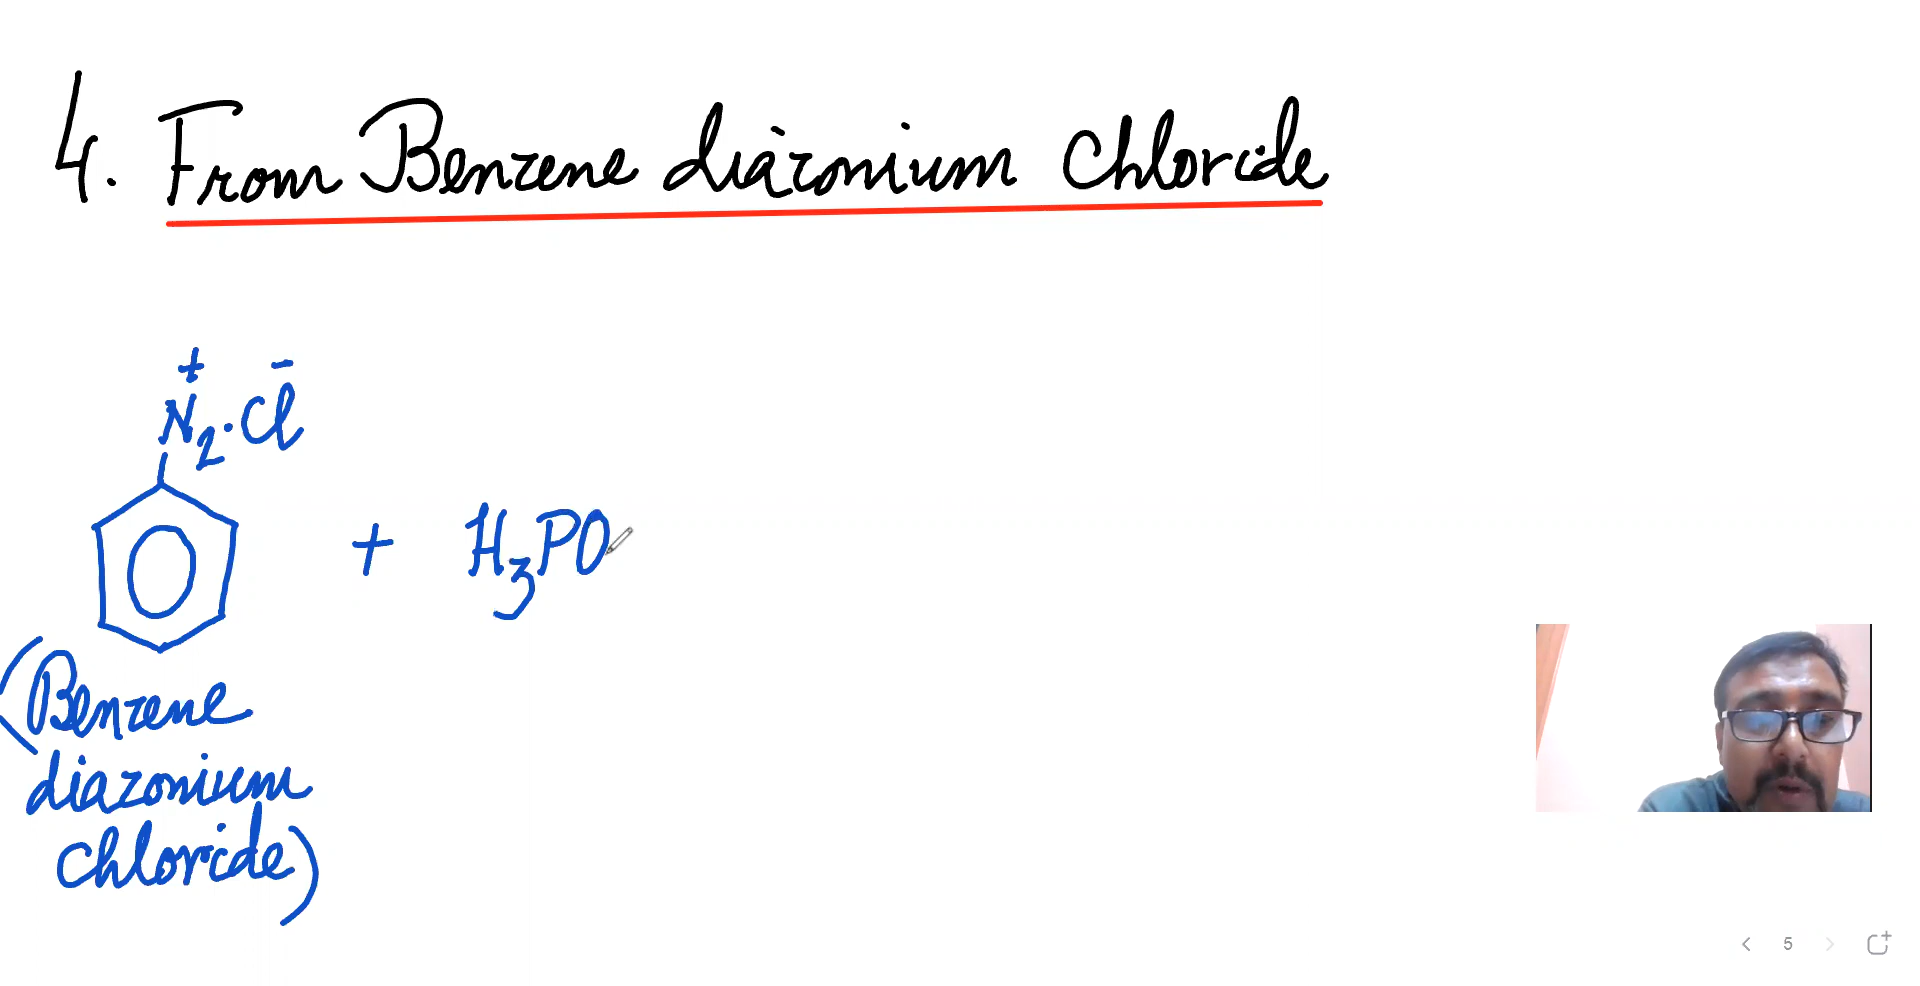 4. From Benzene diazonium Chloride
+ -
N2.Cl
+ H3PO
(Benzene
diazonium
chloride)
5